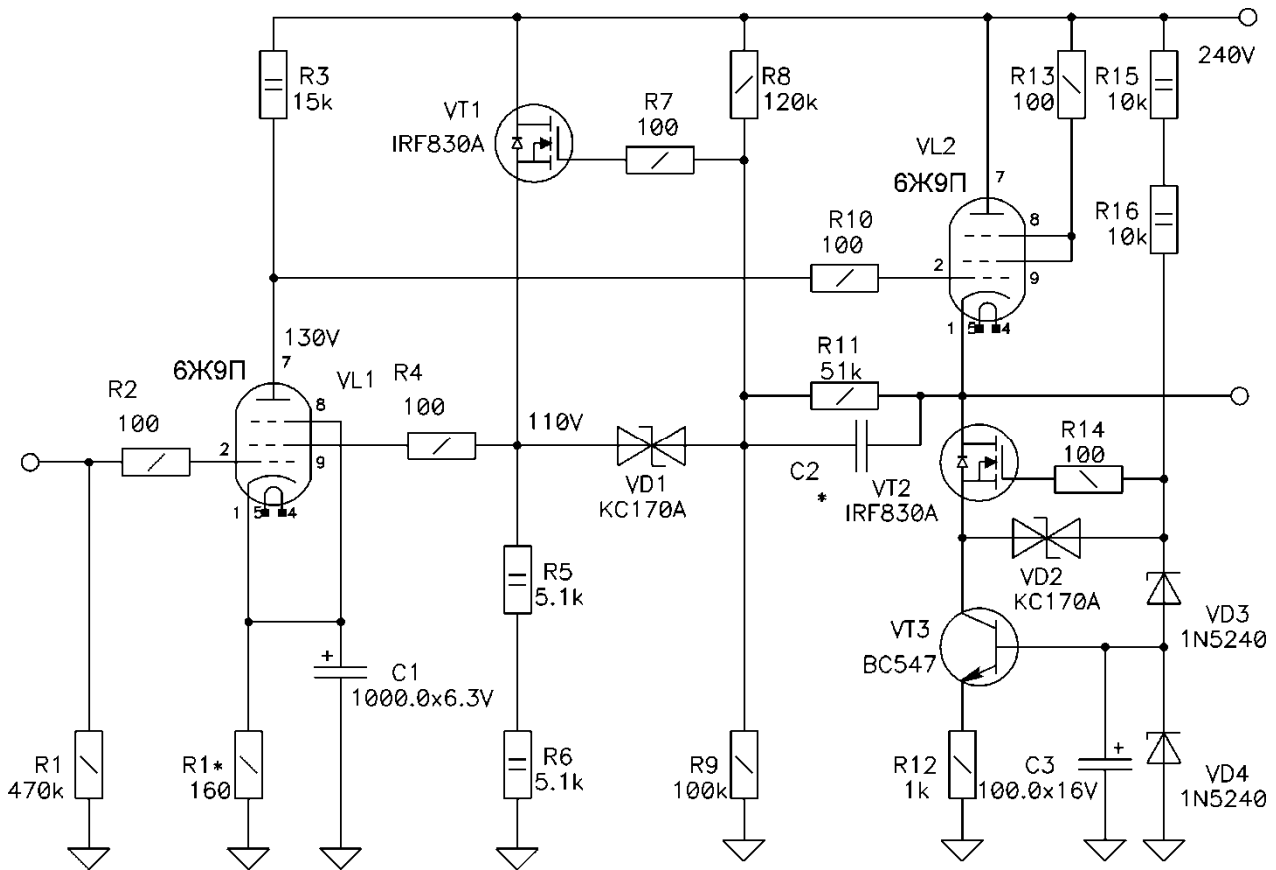 240V
R3
15k
VT1
IRF830A
R7
100
R8
120k
R13
100
R15
10k
VL2
6Ж9П
7
8
2
9
1
5
4
R10
100
R16
10k
130V
7
6Ж9П
VL1
R2
100
8
2
9
1
5
4
R4
100
110V
VD1
KC170A
R11
51k
C2
*
VT2
IRF830A
R14
100
VD2
KC170A
R5
5.1k
VT3
BC547
VD3
1N5240
+
C1
1000.0x6.3V
R1
470k
R1*
160
R6
5.1k
R9
100k
R12
1k
C3
100.0x16V
+
VD4
1N5240